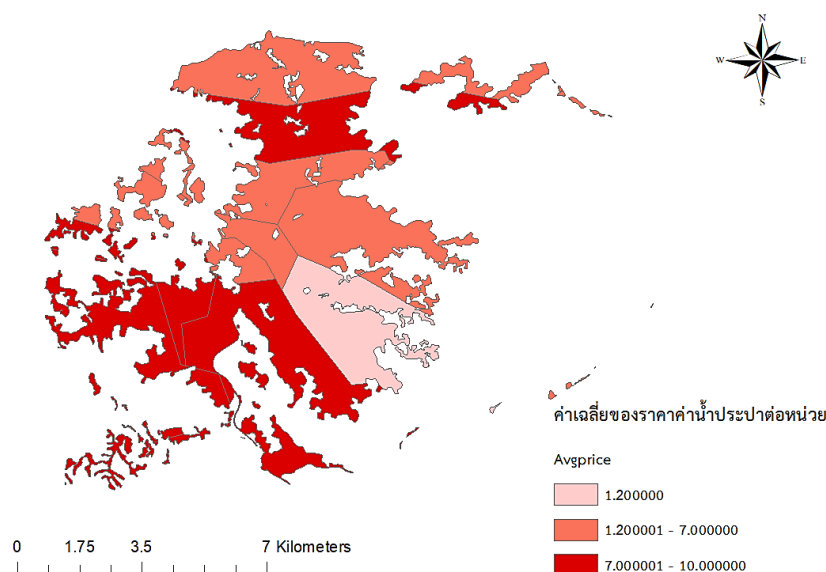 N
W E
S
ค่าเฉลี่ยของราคาค่าน้ำประปาต่อหน่วย
Avgprice
1.200000
1.200001 - 7.000000
7.000001 - 10.000000
0 1.75 3.5 7 Kilometers